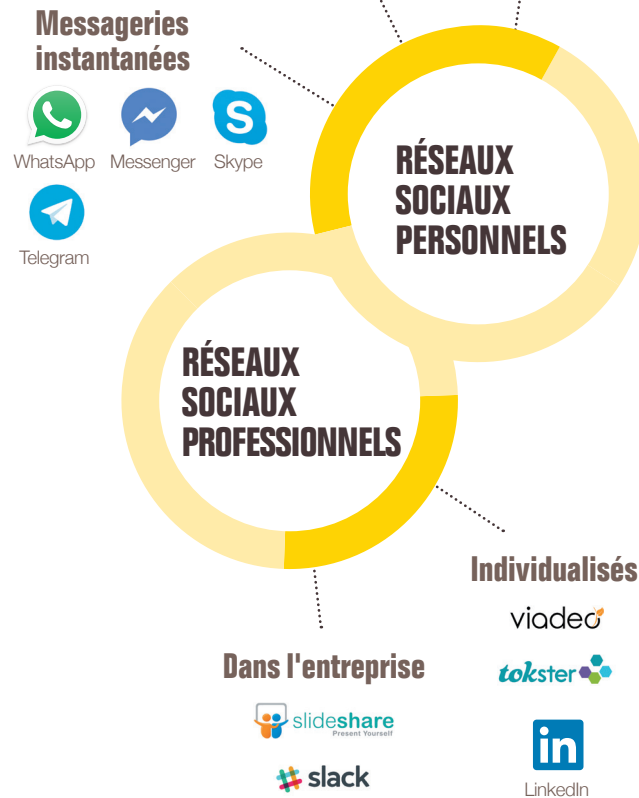 Messageries
instantanées
WhatsApp Messenger Skype
Telegram
RÉSEAUX
SOCIAUX
PERSONNELS
RÉSEAUX
SOCIAUX
PROFESSIONNELS
Individualisés
viadeo
tokster
in
LinkedIn
Dans l'entreprise
slideshare
Present Yourself
slack